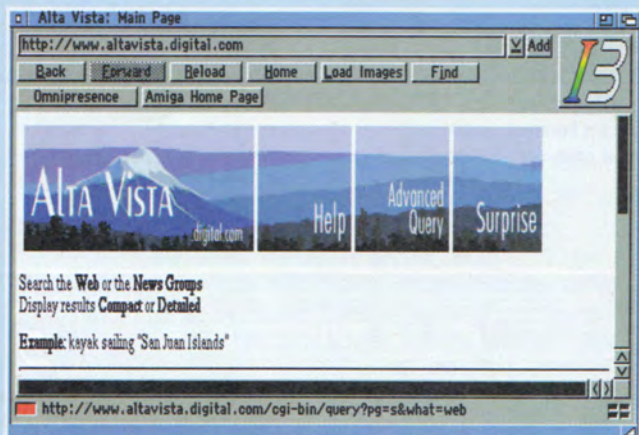 Alta Vista: Main Page
http://www.altavista.digital.com Add
Back Forward Reload Home Load Images Find
Omnipresence Amiga Home Page
ALTA VISTA
digital.com
Help
Advanced
Query
Surprise
Search the Web or the News Groups
Display results Compact or Detailed
Example: kayak sailing "San Juan Islands"
http://www.altavista.digital.com/cgi-bin/query?pg=s&what=web